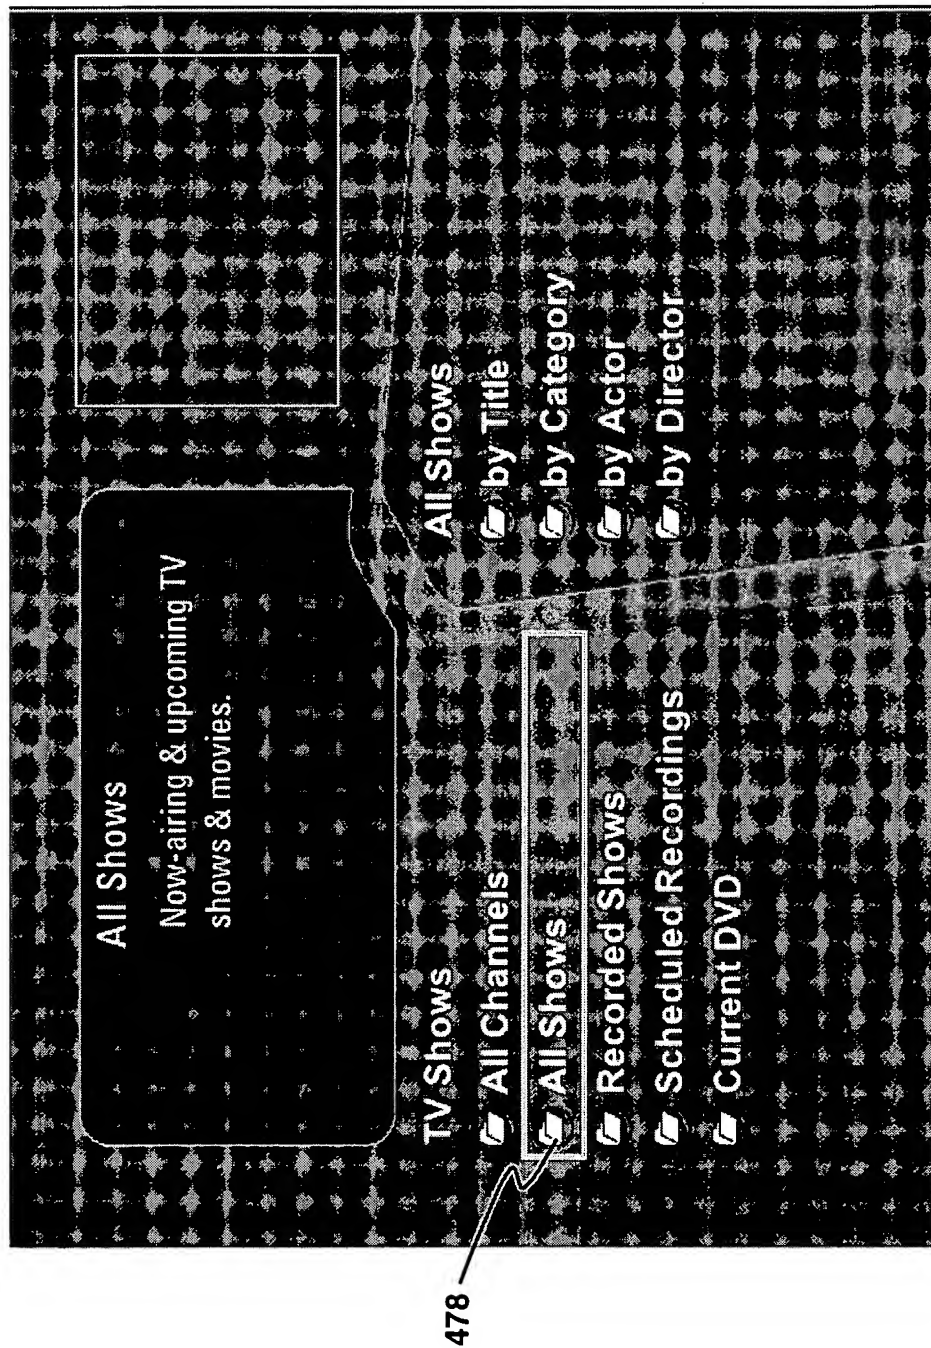 All Shows
Now-airing & upcoming TV
shows & movies.
TV Shows
All Channels
All Shows
Recorded Shows
Scheduled Recordings
Current DVD
All Shows
by Title
by Category
by Actor
by Director
478